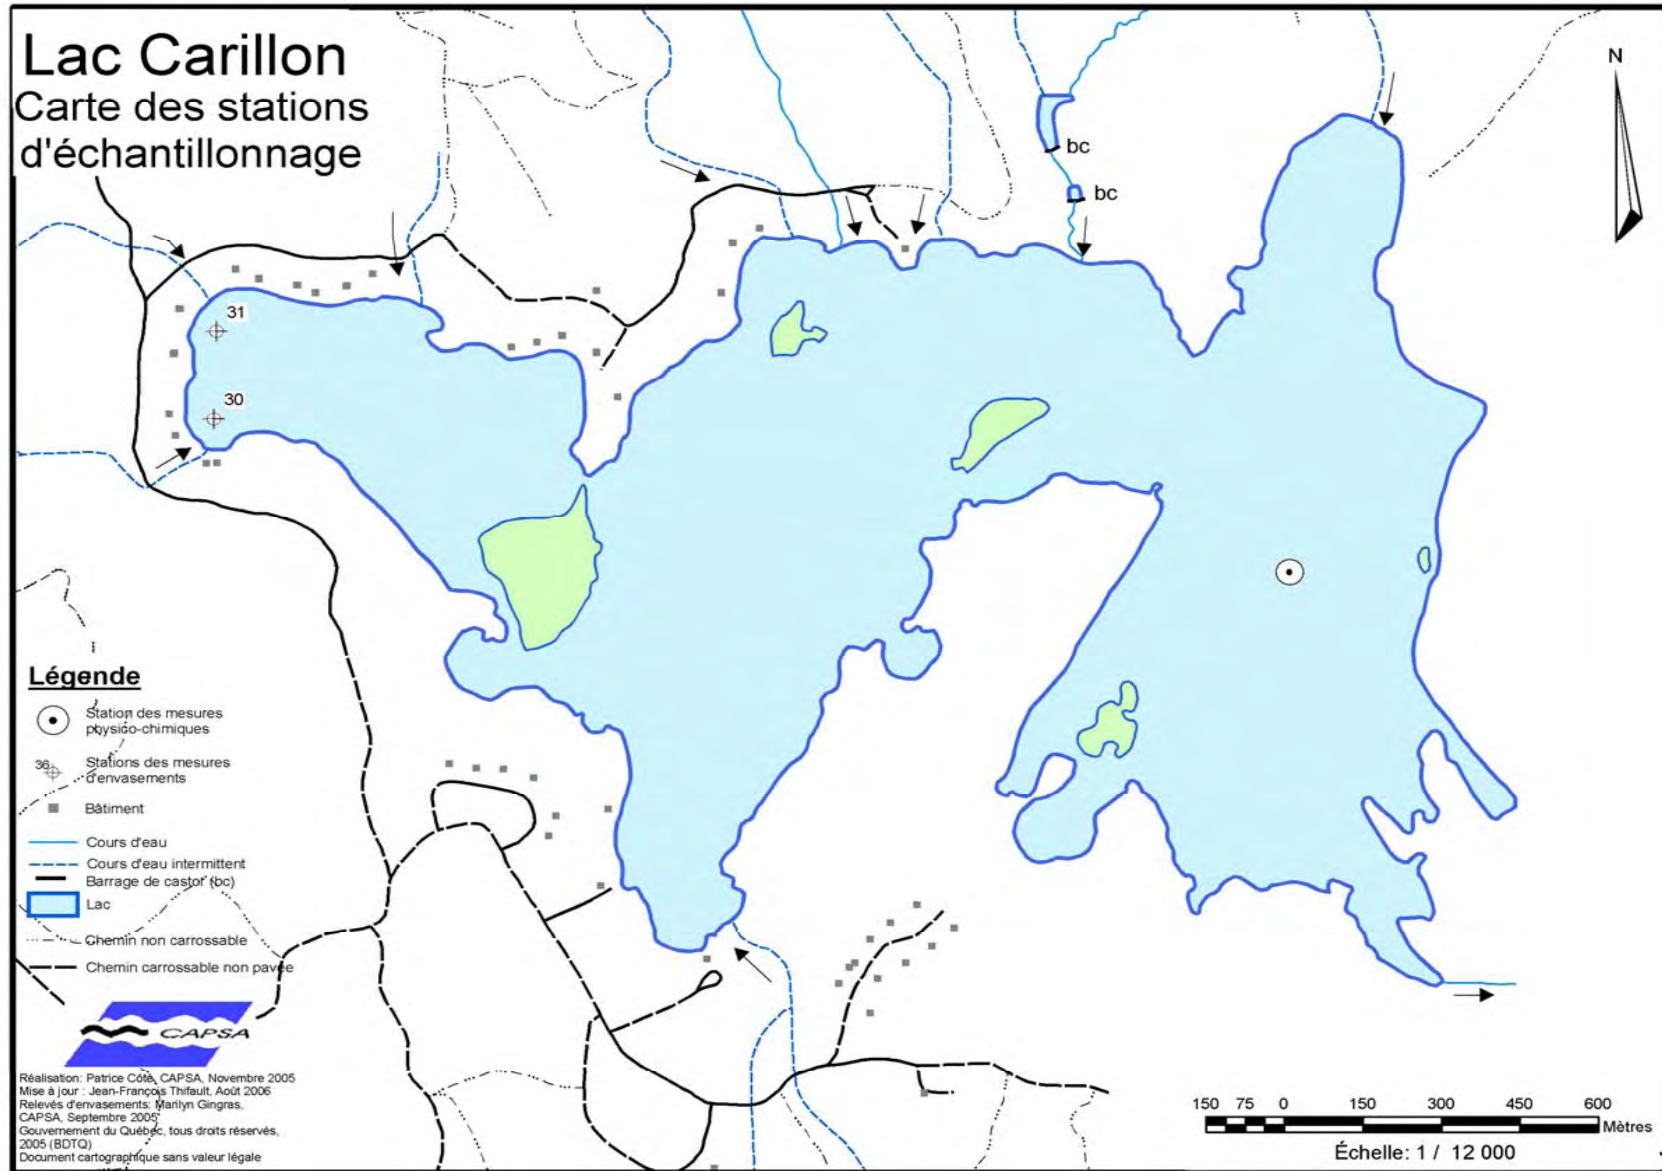 Lac Carillon
Carte des stations
d'échantillonnage
N
bc
bc
31
30
Légende
Station des mesures
physico-chimiques
36
Stations des mesures
d'envasements
Bâtiment
Cours d'eau
Cours d'eau intermittent
Barrage de castor (bc)
Lac
Chemin non carrossable
Chemin carrossable non pavée
CAPSA
Réalisation: Patrice Côté, CAPSA, Novembre 2005
Mise à jour : Jean-François Thifault, Août 2006
Relevés d'envasements: Marilyn Gingras,
CAPSA, Septembre 2005
Gouvernement du Québec, tous droits réservés,
2005 (BDTQ)
Document cartographique sans valeur légale
150 75 0 150 300 450 600
Mètres
Échelle: 1 / 12 000